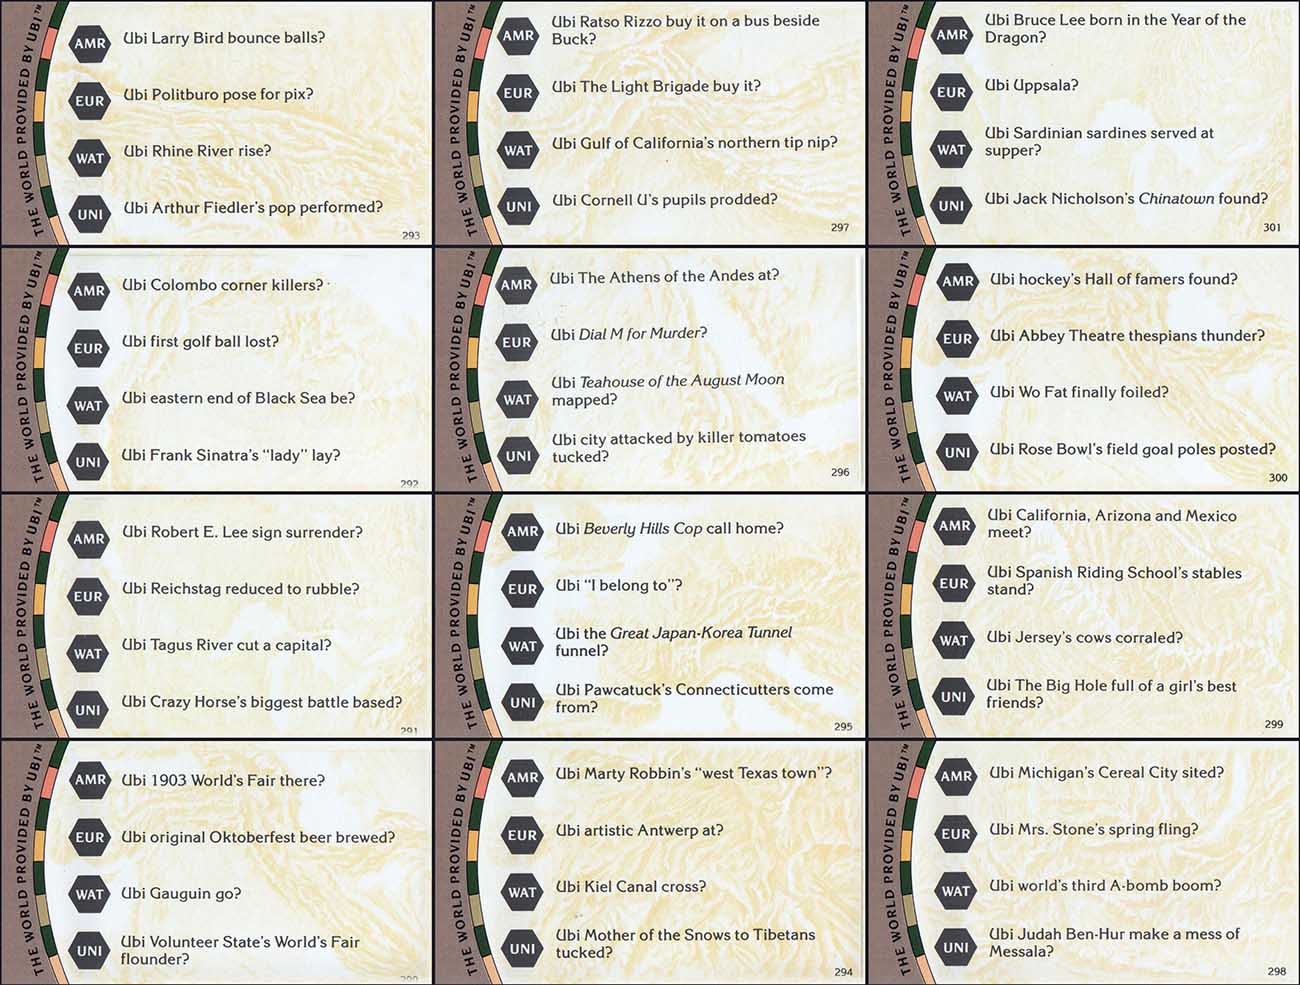 THE WORLD PROVIDED BY UBI™
AMR Ubi Larry Bird bounce balls?
EUR Ubi Politburo pose for pix?
WAT Ubi Rhine River rise?
UNI Ubi Arthur Fiedler's pop performed?
293
THE WORLD PROVIDED BY UBI™
AMR Ubi Ratso Rizzo buy it on a bus beside
Buck?
EUR Ubi The Light Brigade buy it?
WAT Ubi Gulf of California's northern tip nip?
UNI Ubi Cornell U's pupils prodded?
297
THE WORLD PROVIDED BY UBI™
AMR Ubi Bruce Lee born in the Year of the
Dragon?
EUR Ubi Uppsala?
WAT Ubi Sardinian sardines served at
supper?
UNI Ubi Jack Nicholson's Chinatown found?
301
THE WORLD PROVIDED BY UBI™
AMR Ubi Colombo corner killers?
EUR Ubi first golf ball lost?
WAT Ubi eastern end of Black Sea be?
UNI Ubi Frank Sinatra's "lady" lay?
292
THE WORLD PROVIDED BY UBI™
AMR Ubi The Athens of the Andes at?
EUR Ubi Dial M for Murder?
WAT Ubi Teahouse of the August Moon
mapped?
UNI Ubi city attacked by killer tomatoes
tucked?
296
THE WORLD PROVIDED BY UBI™
AMR Ubi hockey's Hall of famers found?
EUR Ubi Abbey Theatre thespians thunder?
WAT Ubi Wo Fat finally foiled?
UNI Ubi Rose Bowl's field goal poles posted?
300
THE WORLD PROVIDED BY UBI™
AMR Ubi Robert E. Lee sign surrender?
EUR Ubi Reichstag reduced to rubble?
WAT Ubi Tagus River cut a capital?
UNI Ubi Crazy Horse's biggest battle based?
291
THE WORLD PROVIDED BY UBI™
AMR Ubi Beverly Hills Cop call home?
EUR Ubi "I belong to"?
WAT Ubi the Great Japan-Korea Tunnel
funnel?
UNI Ubi Pawcatuck's Connecticutters come
from?
295
THE WORLD PROVIDED BY UBI™
AMR Ubi California, Arizona and Mexico
meet?
EUR Ubi Spanish Riding School's stables
stand?
WAT Ubi Jersey's cows corraled?
UNI Ubi The Big Hole full of a girl's best
friends?
299
THE WORLD PROVIDED BY UBI™
AMR Ubi 1903 World's Fair there?
EUR Ubi original Oktoberfest beer brewed?
WAT Ubi Gauguin go?
UNI Ubi Volunteer State's World's Fair
flounder?
THE WORLD PROVIDED BY UBI™
AMR Ubi Marty Robbin's "west Texas town"?
EUR Ubi artistic Antwerp at?
WAT Ubi Kiel Canal cross?
UNI Ubi Mother of the Snows to Tibetans
tucked?
294
THE WORLD PROVIDED BY UBI™
AMR Ubi Michigan's Cereal City sited?
EUR Ubi Mrs. Stone's spring fling?
WAT Ubi world's third A-bomb boom?
UNI Ubi Judah Ben-Hur make a mess of
Messala?
298